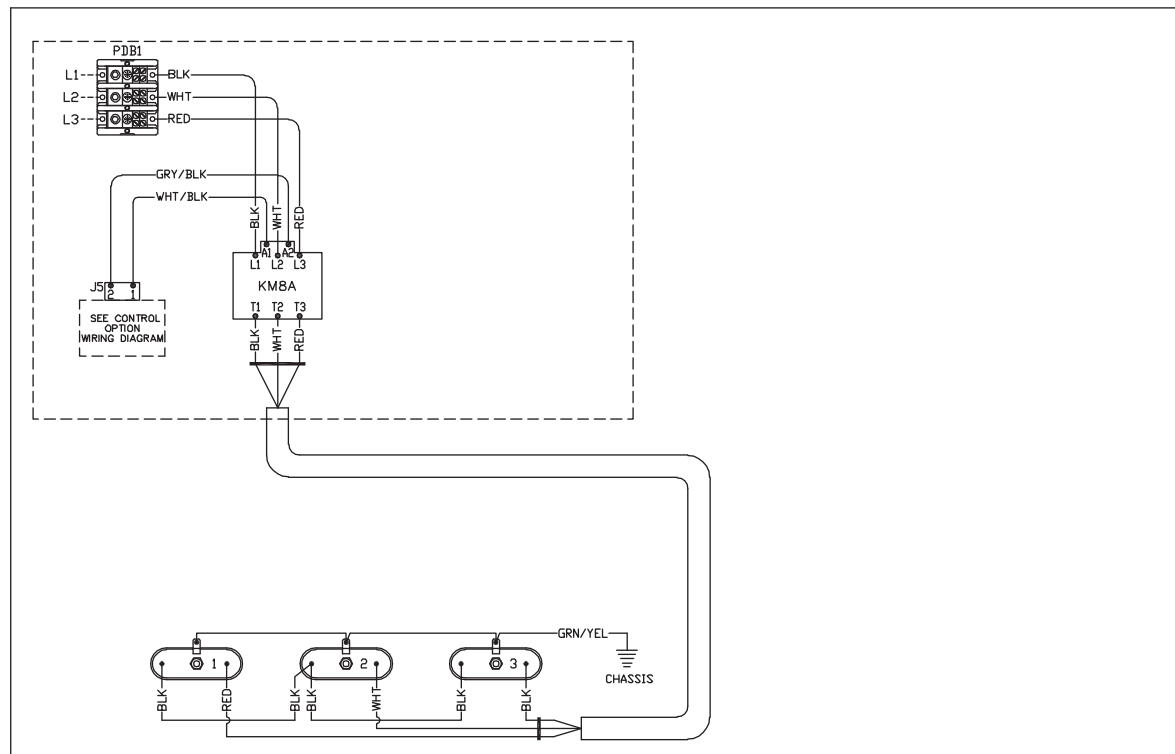 PDB1
L1
BLK
L2
WHT
L3
RED
GRY/BLK
WHT/BLK
BLK
WHT
RED
A1
A2
L1
L2
L3
KM8A
J5
2
1
SEE CONTROL
OPTION
WIRING DIAGRAM
T1
T2
T3
BLK
WHT
RED
GRN/YEL
1
2
3
CHASSIS
BLK
RED
BLK
BLK
WHT
BLK
BLK